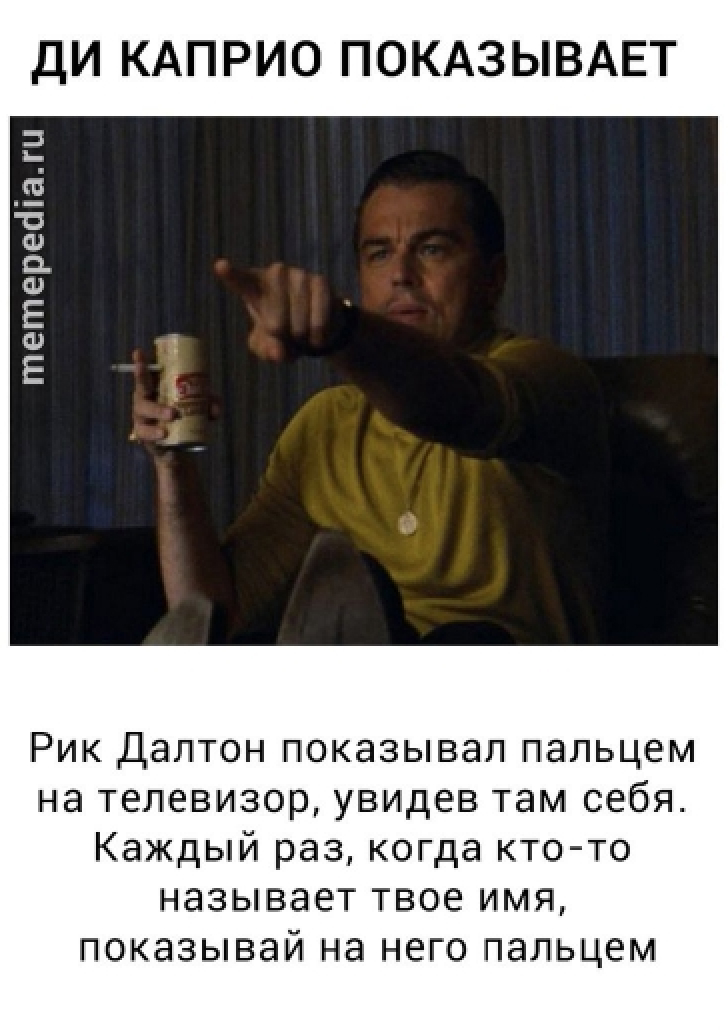 ДИ КАПРИО ПОКАЗЫВАЕТ
memepedia.ru
Рик Далтон показывал пальцем
на телевизор, увидев там себя.
Каждый раз, когда кто-то
называет твое имя,
показывай на него пальцем